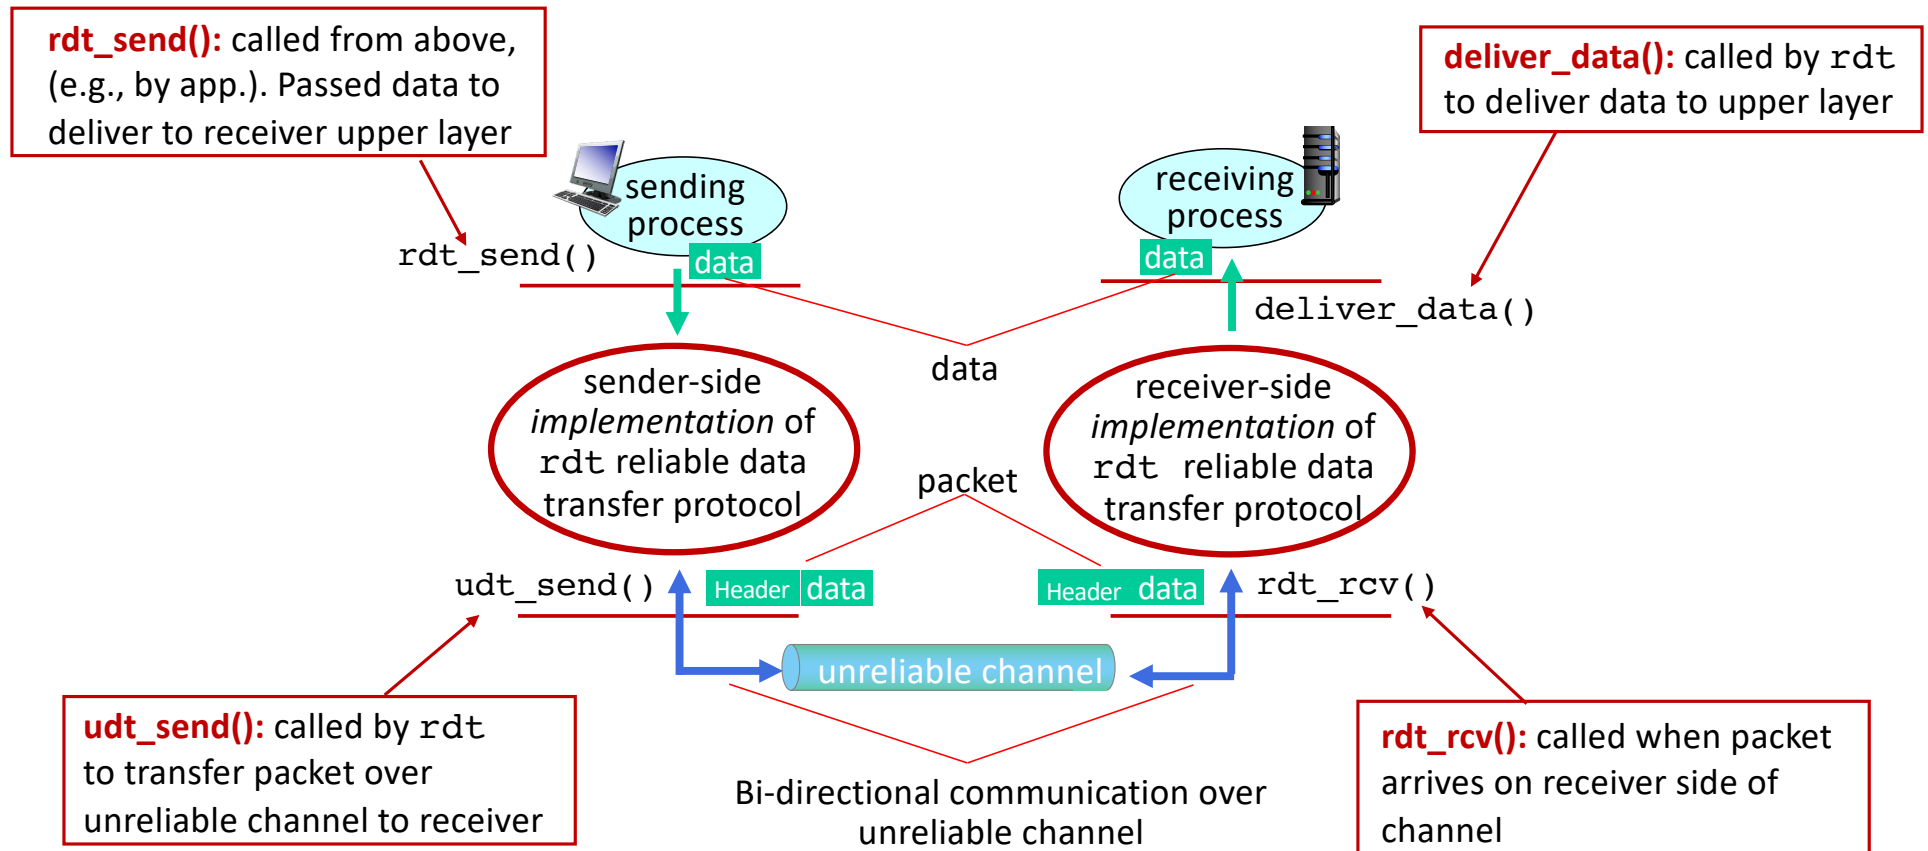 rdt_send(): called from above,
(e.g., by app.). Passed data to
deliver to receiver upper layer
deliver_data(): called by rdt
to deliver data to upper layer
sending
process
receiving
process
rdt_send()
data
data
deliver_data()
data
sender-side
implementation of
rdt reliable data
transfer protocol
receiver-side
implementation of
rdt reliable data
transfer protocol
packet
udt_send()
Header data
Header data
rdt_rcv()
unreliable channel
udt_send(): called by rdt
to transfer packet over
unreliable channel to receiver
Bi-directional communication over
unreliable channel
rdt_rcv(): called when packet
arrives on receiver side of
channel